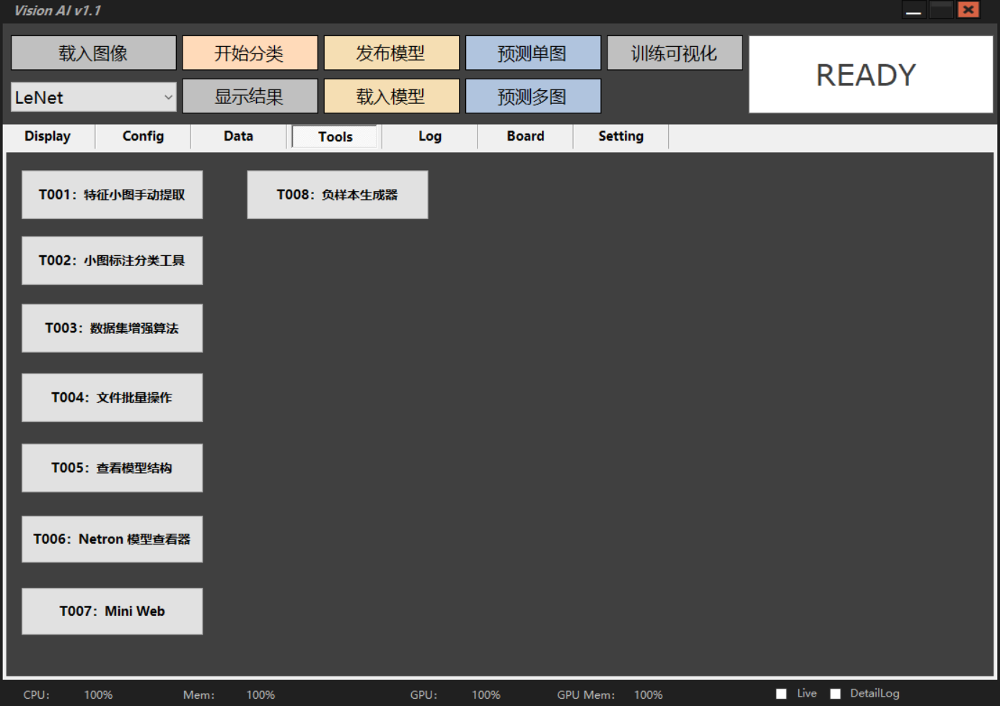 Vision AI v1.1
载入图像
开始分类
发布模型
预测单图
训练可视化
READY
LeNet
显示结果
载入模型
预测多图
Display
Config
Data
Tools
Log
Board
Setting
T001：特征小图手动提取
T008：负样本生成器
T002：小图标注分类工具
T003：数据集增强算法
T004：文件批量操作
T005：查看模型结构
T006：Netron 模型查看器
T007：Mini Web
CPU: 100%
Mem: 100%
GPU: 100%
GPU Mem: 100%
Live
DetailLog